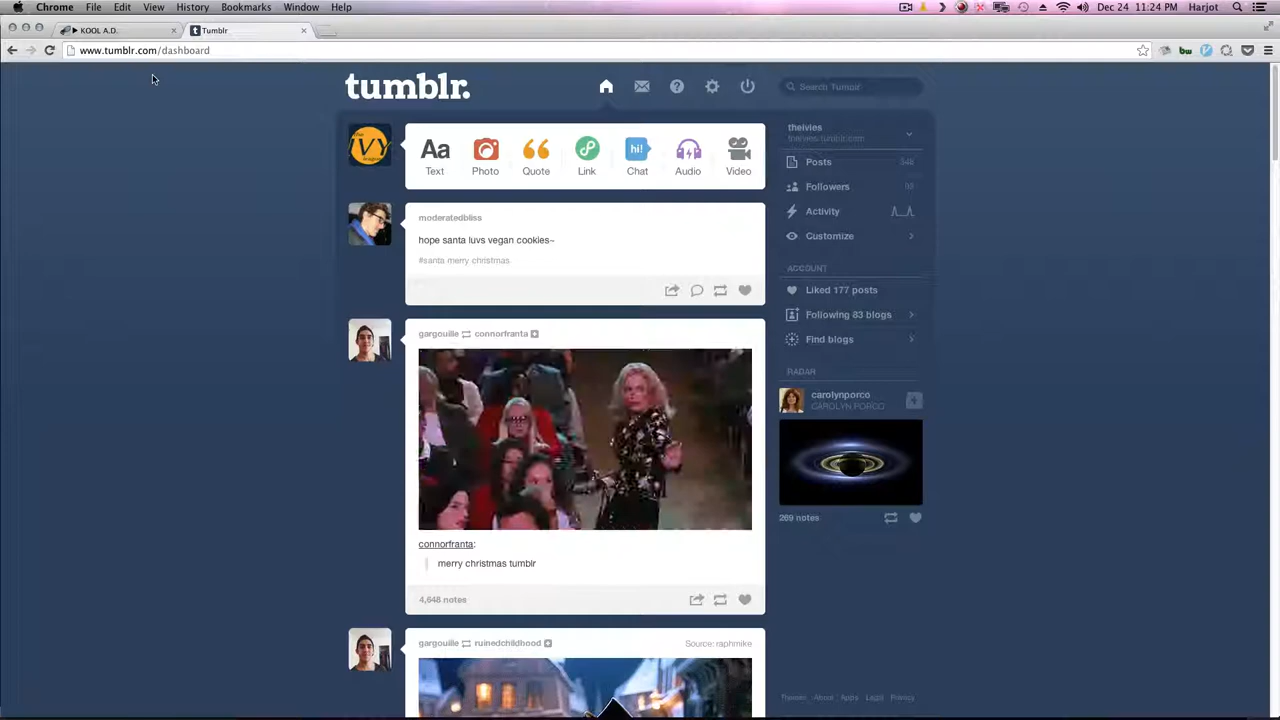 Chrome File Edit View History Bookmarks Window Help Dec 24 11:24 PM Harjot
KOOL A.D. Tumblr
www.tumblr.com/dashboard
tumblr.
Search Tumblr
the
IVY
Aa hi!
Text Photo Quote Link Chat Audio Video
theivies
theivies.tumblr.com
Posts 348
Followers
Activity
Customize
moderatedbliss
hope santa luvs vegan cookies~
#santa merry christmas
ACCOUNT
Liked 177 posts
Following 83 blogs
Find blogs
gargouille connorfranta
RADAR
carolynporco
CAROLYN PORCO
269 notes
connorfranta:
merry christmas tumblr
4,648 notes
gargouille ruinedchildhood Source: raphmike
Themes About Apps Legal Privacy